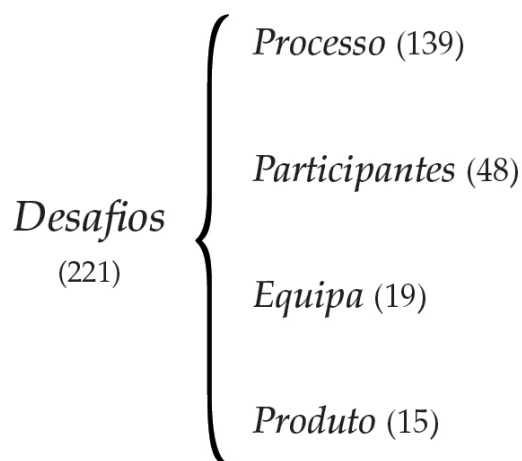 Desafios
(221)
Processo (139)
Participantes (48)
Equipa (19)
Produto (15)